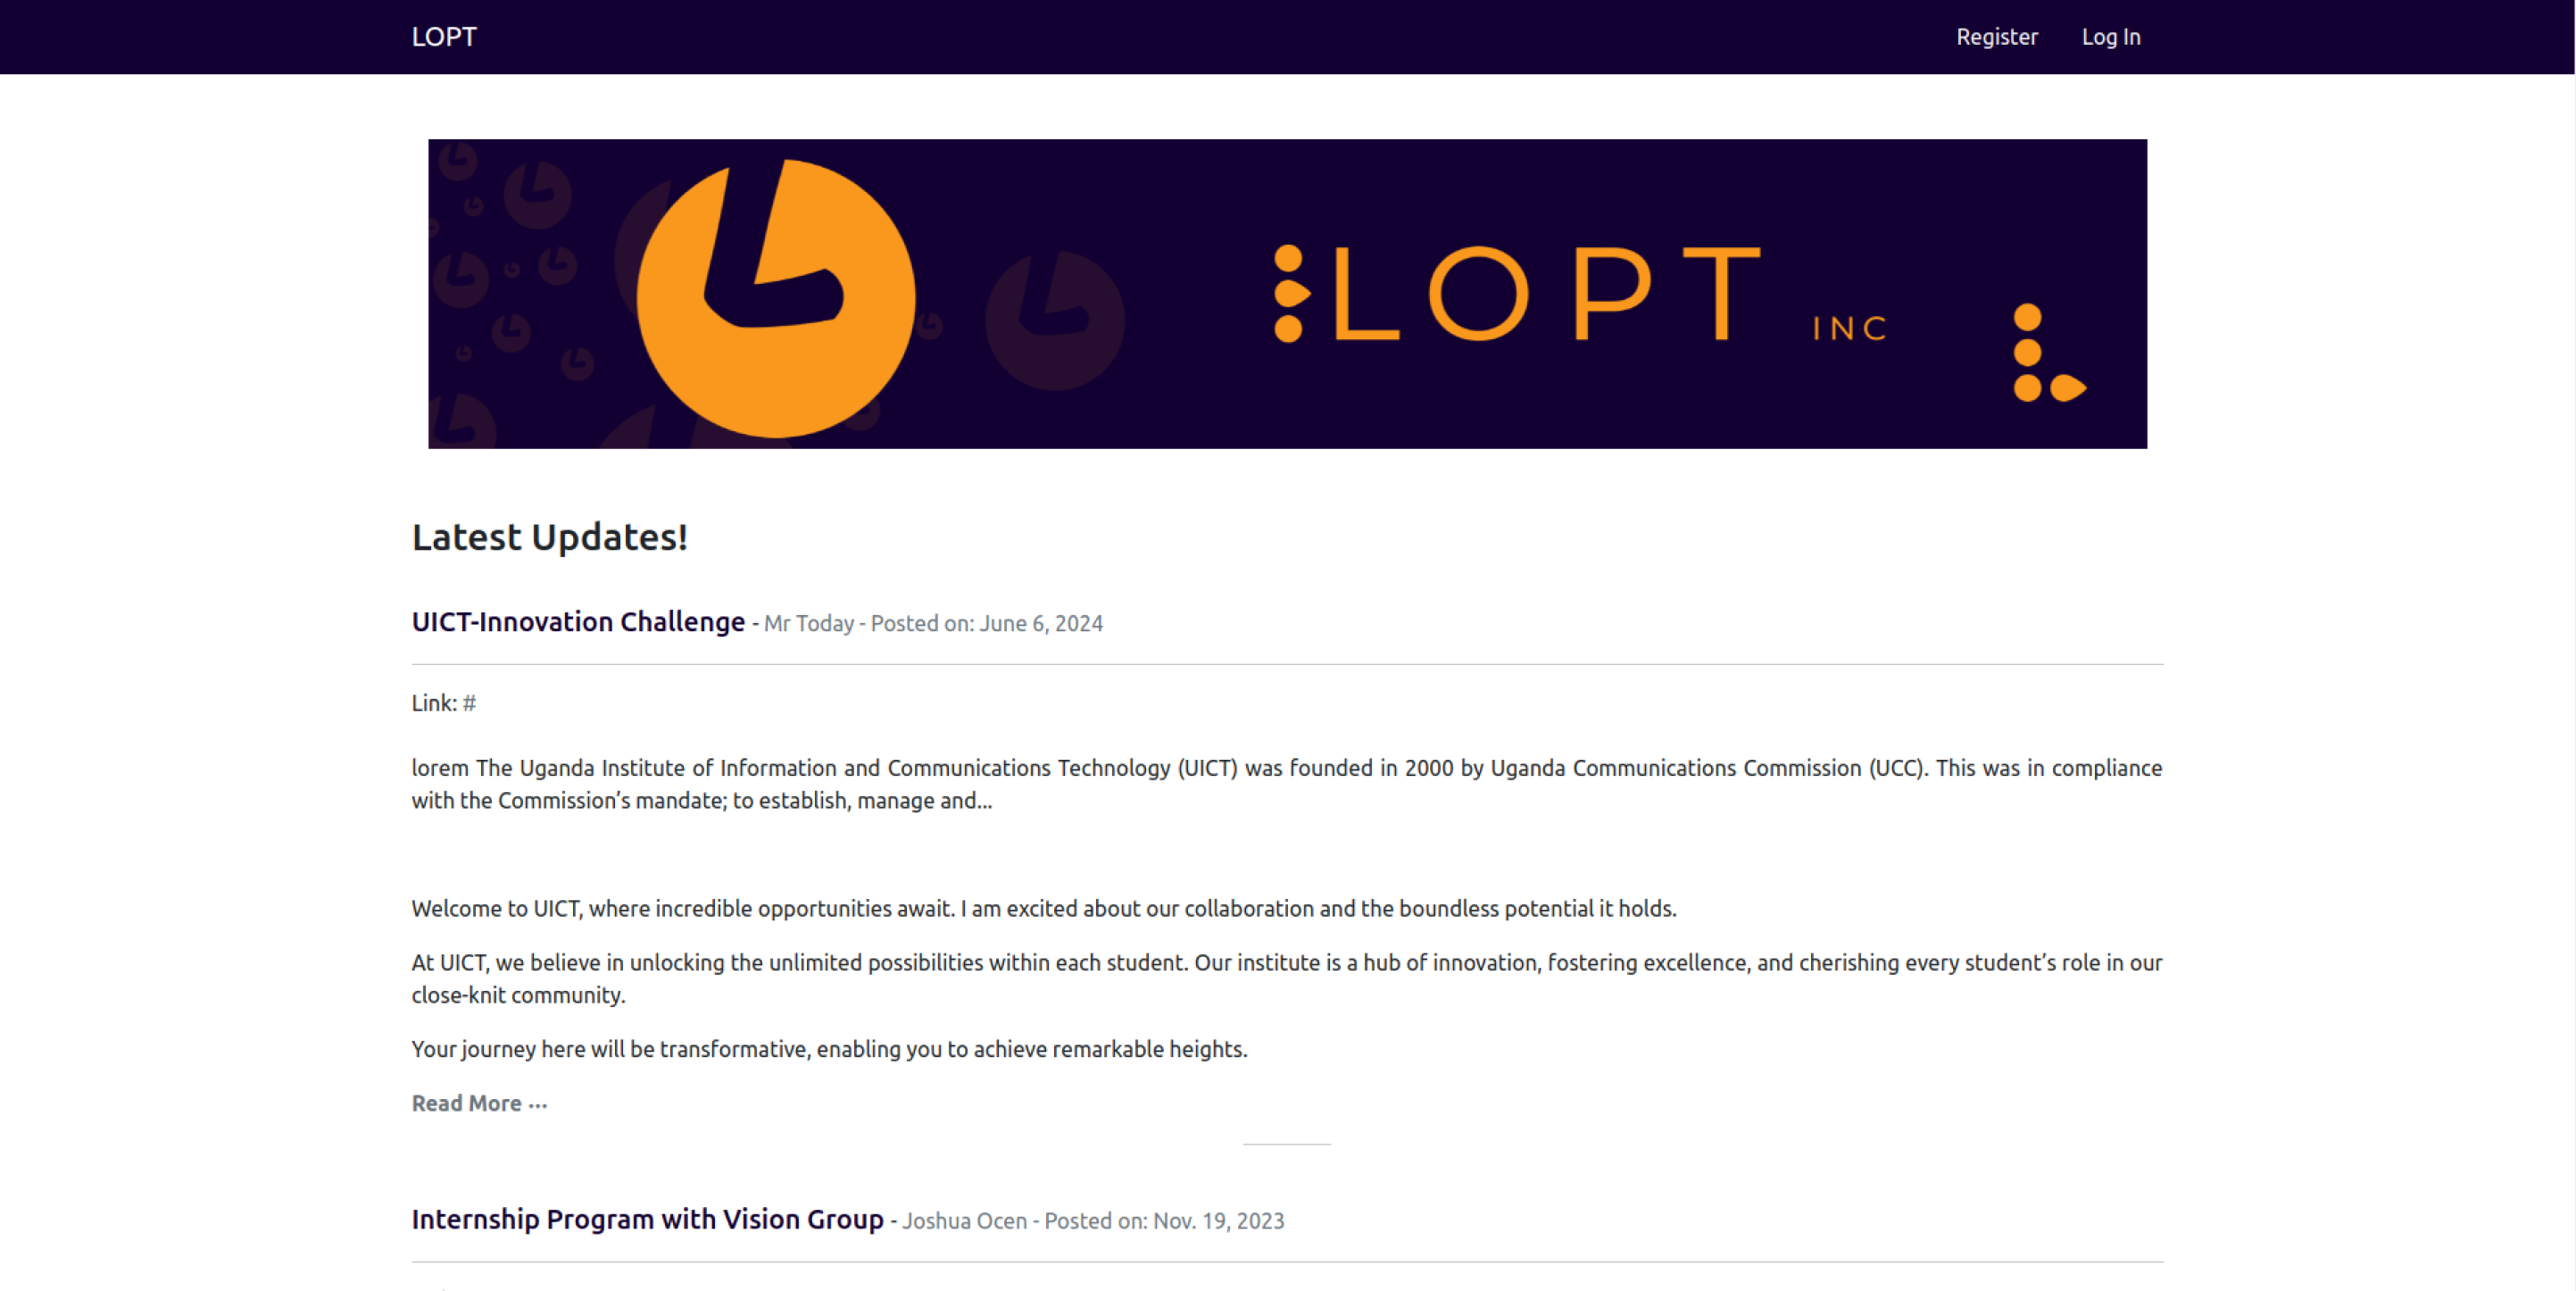 LOPT
Register
Log In
LOPT INC
Latest Updates!
UICT-Innovation Challenge - Mr Today - Posted on: June 6, 2024
Link: #
lorem The Uganda Institute of Information and Communications Technology (UICT) was founded in 2000 by Uganda Communications Commission (UCC). This was in compliance
with the Commission’s mandate; to establish, manage and...
Welcome to UICT, where incredible opportunities await. I am excited about our collaboration and the boundless potential it holds.
At UICT, we believe in unlocking the unlimited possibilities within each student. Our institute is a hub of innovation, fostering excellence, and cherishing every student’s role in our
close-knit community.
Your journey here will be transformative, enabling you to achieve remarkable heights.
Read More ···
Internship Program with Vision Group - Joshua Ocen - Posted on: Nov. 19, 2023